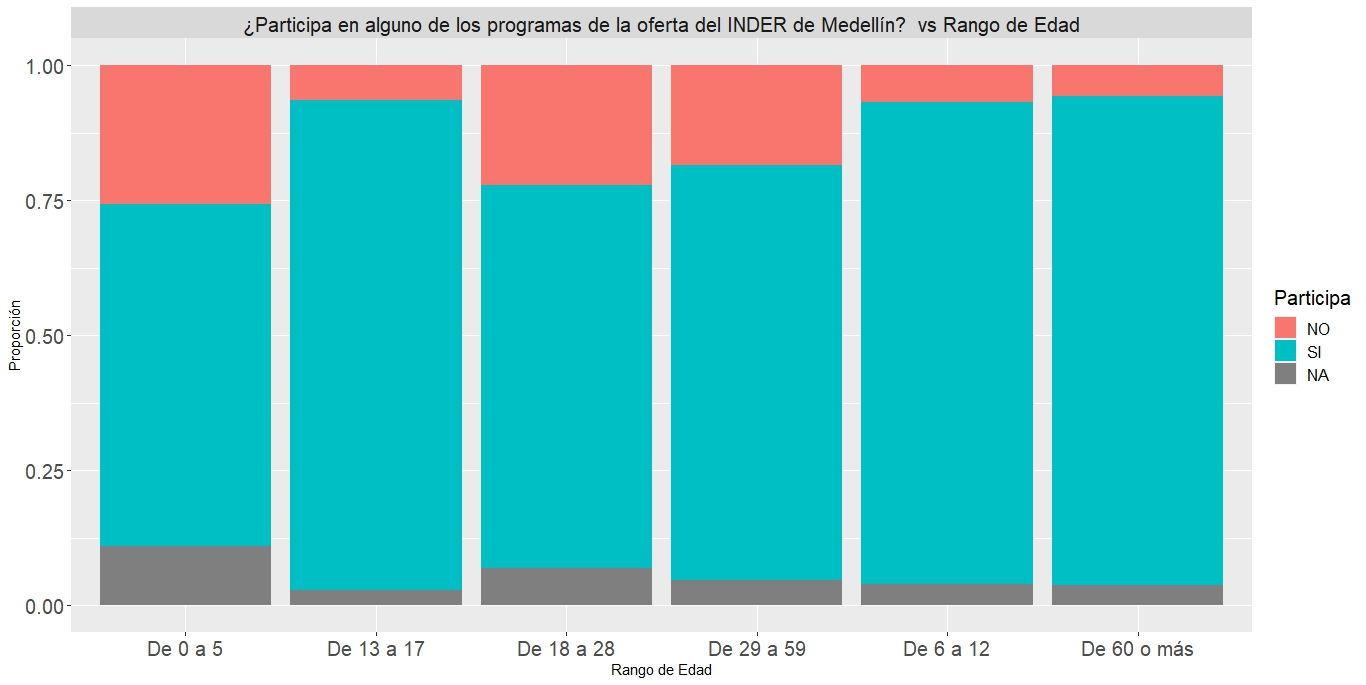 ¿Participa en alguno de los programas de la oferta del INDER de Medellín?  vs Rango de Edad
Proporción
1.00
0.75
0.50
0.25
0.00
De 0 a 5
De 13 a 17
De 18 a 28
De 29 a 59
De 6 a 12
De 60 o más
Rango de Edad
Participa
NO
SI
NA